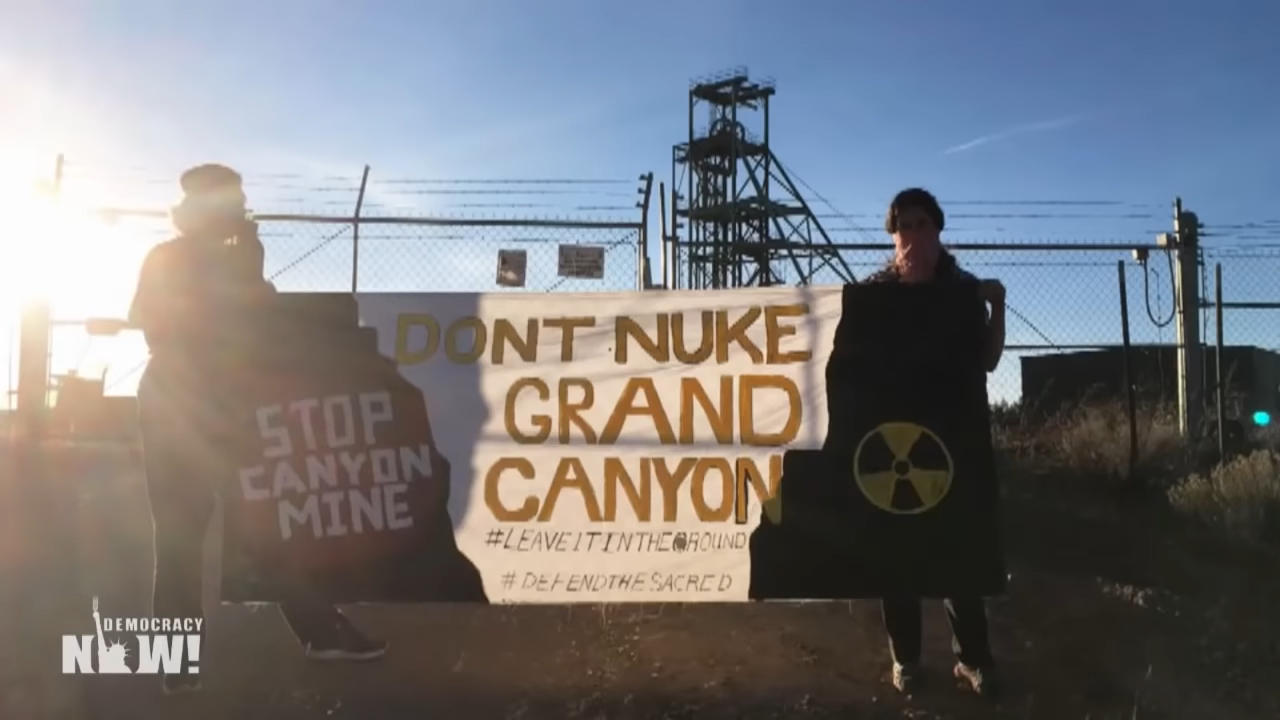 DONT NUKE
GRAND
CANYON
#LEAVEITINTHEGROUND
#DEFENDTHESACRED
STOP
CANYON
MINE
DEMOCRACY
NOW!